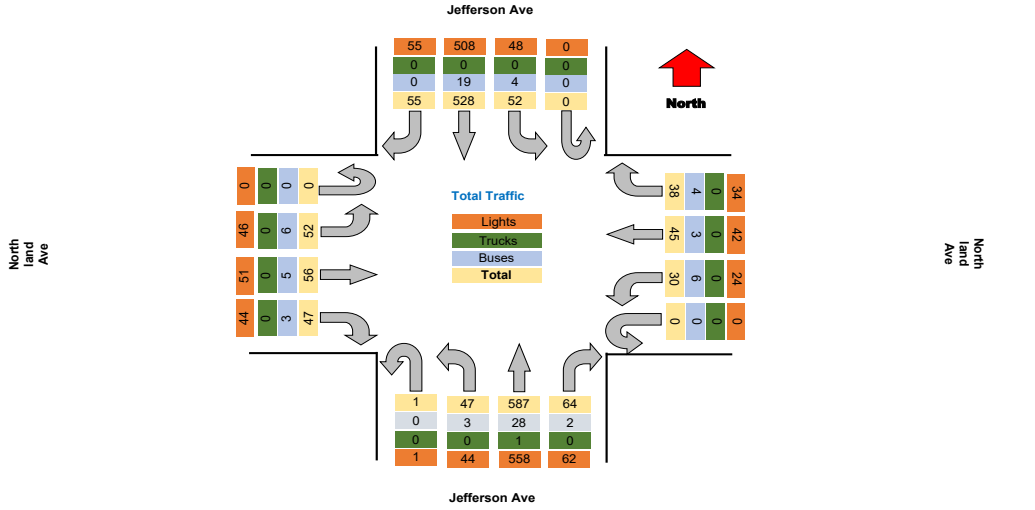 Jefferson Ave
55 508 48 0
0 0 0 0
0 19 4 0
55 528 52 0
North
0 0 0 0
46 0 6 52
51 0 5 56
44 0 3 47
North
land
Ave
Total Traffic
Lights
Trucks
Buses
Total
38 4 0 34
45 3 0 42
30 6 0 24
0 0 0 0
North
land
Ave
1 47 587 64
0 3 28 2
0 0 1 0
1 44 558 62
Jefferson Ave